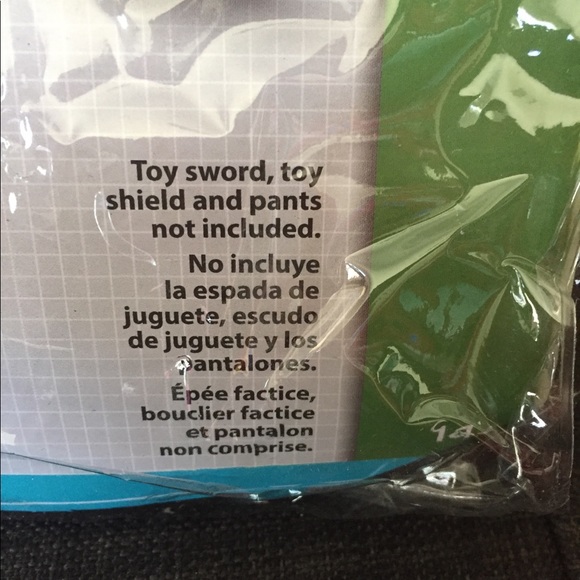 Toy sword, toy
shield and pants
not included.
No incluye
la espada de
juguete, escudo
de juguete y los
pantalones.
Épée factice,
bouclier factice
et pantalon
non comprise.